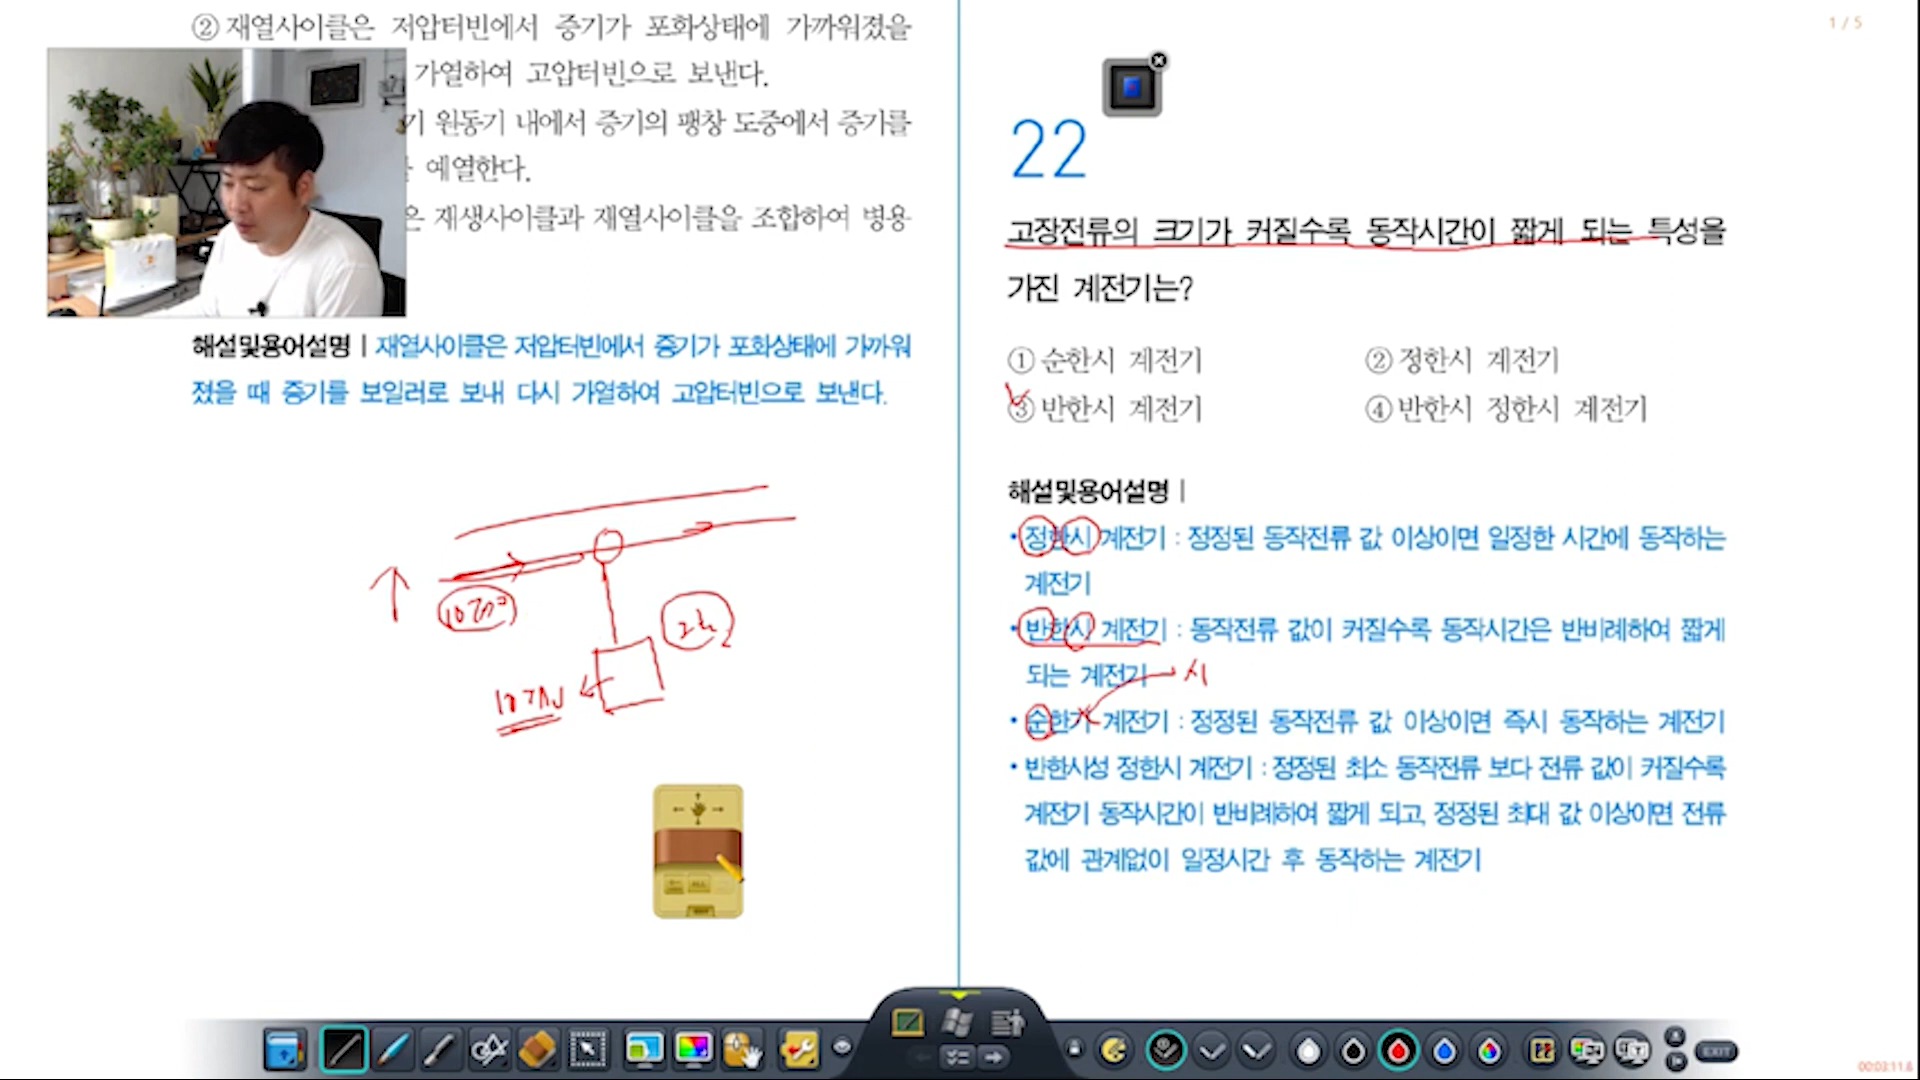 ② 재열사이클은 저압터빈에서 증기가 포화상태에 가까워졌을
가열하여 고압터빈으로 보낸다.
기 원동기 내에서 증기의 팽창 도중에서 증기를
예열한다.
은 재생사이클과 재열사이클을 조합하여 병용
해설및용어설명 | 재열사이클은 저압터빈에서 증기가 포화상태에 가까워
졌을 때 증기를 보일러로 보내 다시 가열하여 고압터빈으로 보낸다.
1 / 5
22
고장전류의 크기가 커질수록 동작시간이 짧게 되는 특성을
가진 계전기는?
① 순한시 계전기 ② 정한시 계전기
③ 반한시 계전기 ④ 반한시 정한시 계전기
해설및용어설명 |
• 정한시 계전기 : 정정된 동작전류 값 이상이면 일정한 시간에 동작하는
계전기
• 반한시 계전기 : 동작전류 값이 커질수록 동작시간은 반비례하여 짧게
되는 계전기
시
• 순한기 계전기 : 정정된 동작전류 값 이상이면 즉시 동작하는 계전기
• 반한시성 정한시 계전기 : 정정된 최소 동작전류 보다 전류 값이 커질수록
계전기 동작시간이 반비례하여 짧게 되고, 정정된 최대 값 이상이면 전류
값에 관계없이 일정시간 후 동작하는 계전기
EXIT
00:03:11.6